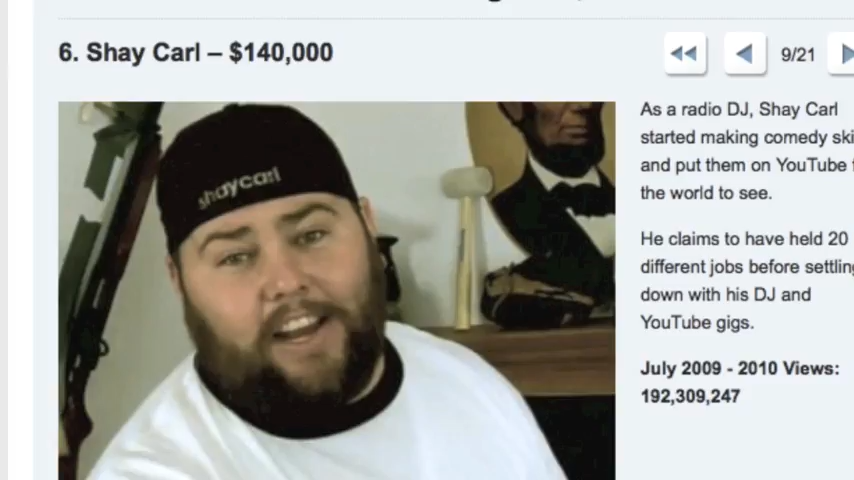 6. Shay Carl – $140,000
9/21
shaycarl
As a radio DJ, Shay Carl
started making comedy
and put them on YouTube
the world to see.
He claims to have held 20
different jobs before
down with his DJ and
YouTube gigs.
July 2009 - 2010 Views:
192,309,247